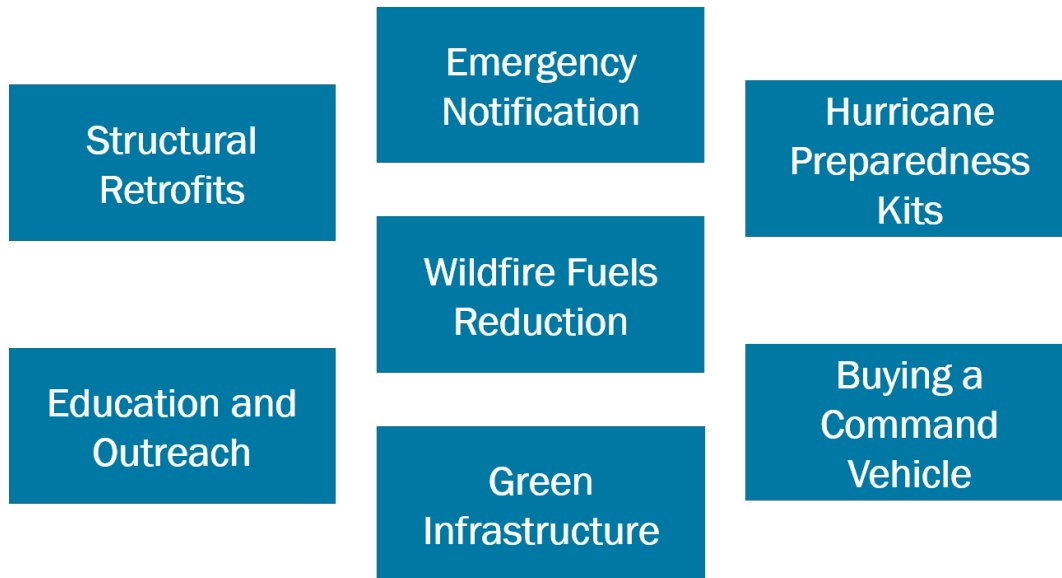 Structural
Retrofits
Education and
Outreach
Emergency
Notification
Wildfire Fuels
Reduction
Green
Infrastructure
Hurricane
Preparedness
Kits
Buying a
Command
Vehicle